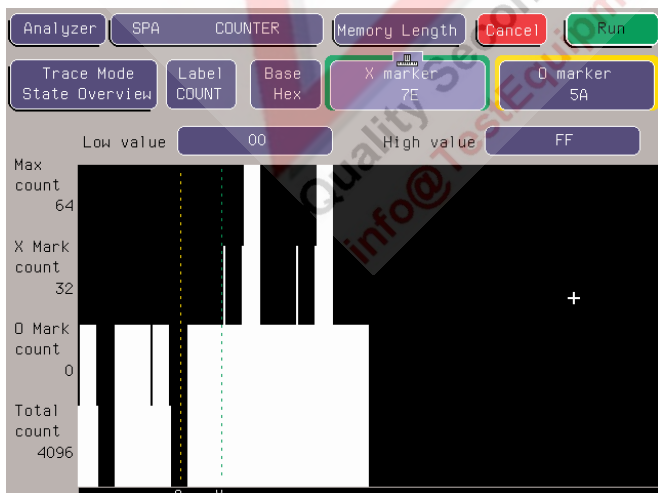 Analyzer SPA COUNTER Memory Length Cancel Run
Trace Mode Label Base X marker O marker
State Overview COUNT Hex 7E 5A
Low value 00 High value FF
Max
count
64
X Mark
count
32
O Mark
count
0
Total
count
4096